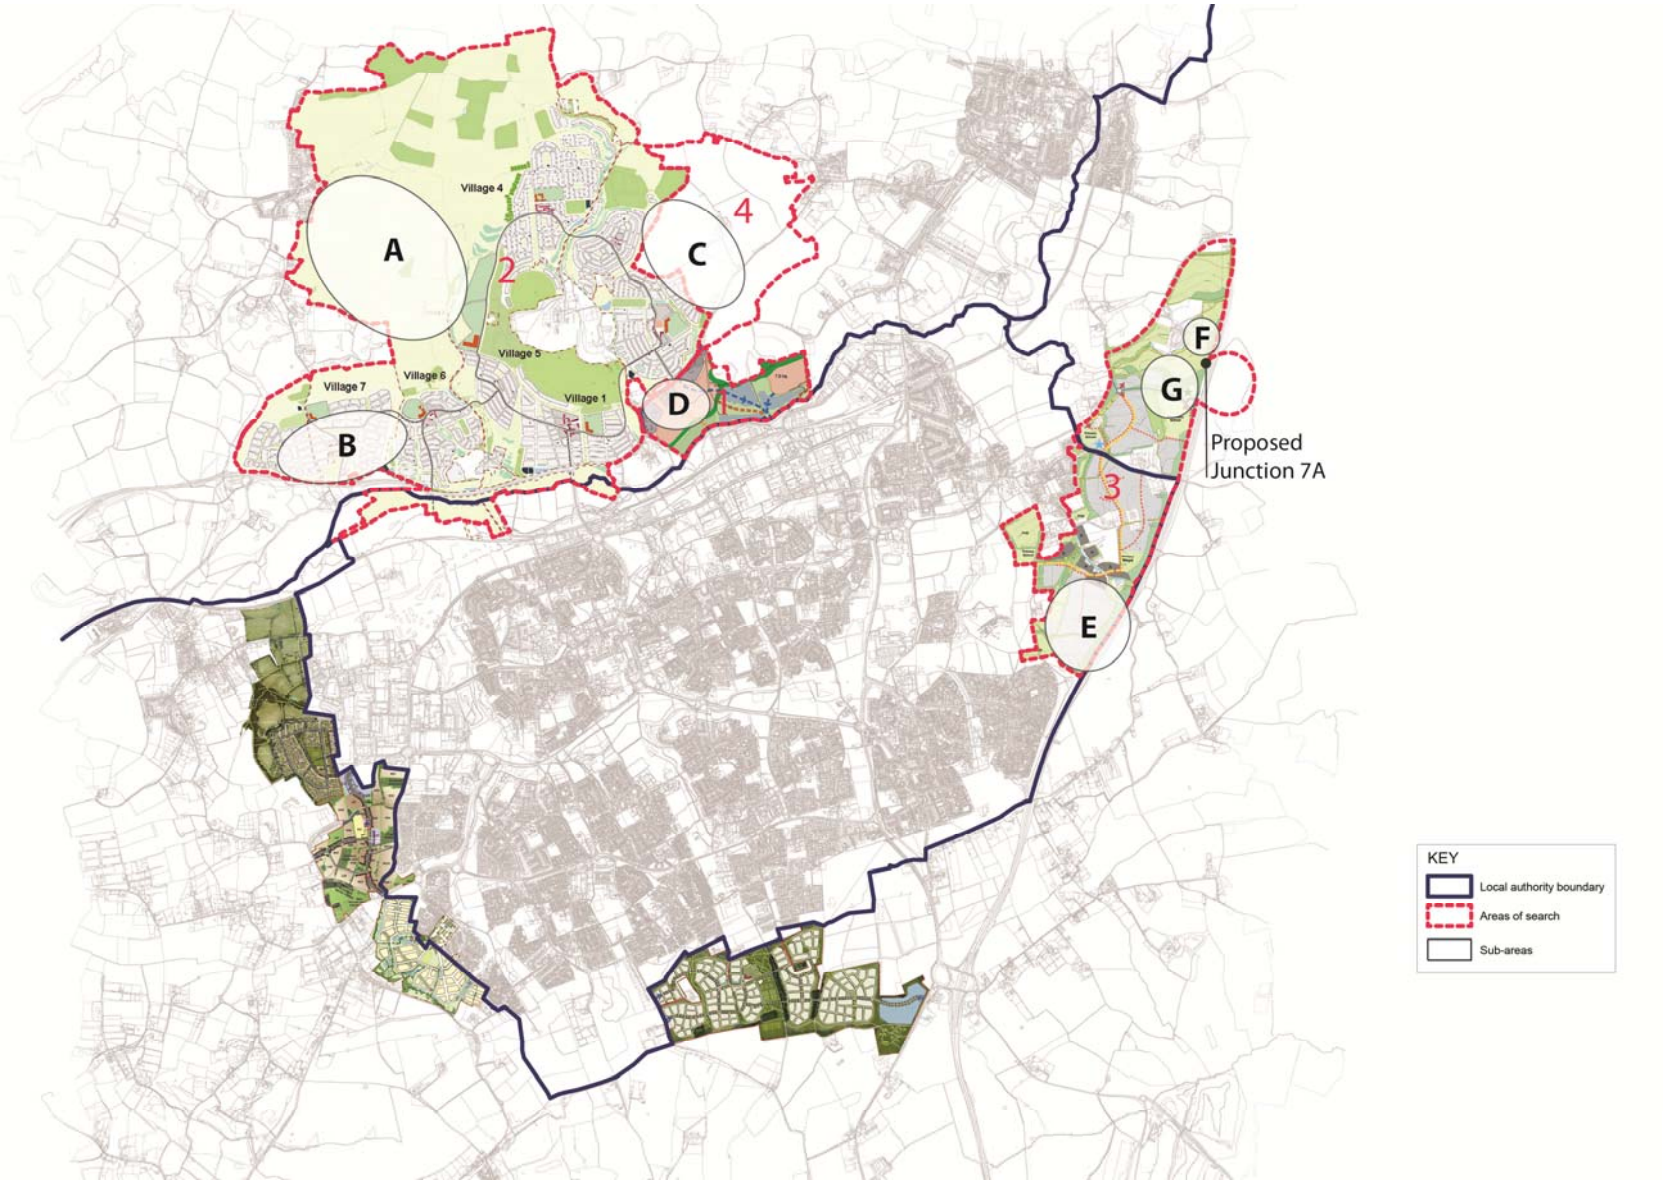 Village 4
4
A
C
2
F
Village 5
G
Village 6
Village 7
Village 1
D
1
B
Proposed
Junction 7A
3
E
KEY
Local authority boundary
Areas of search
Sub-areas